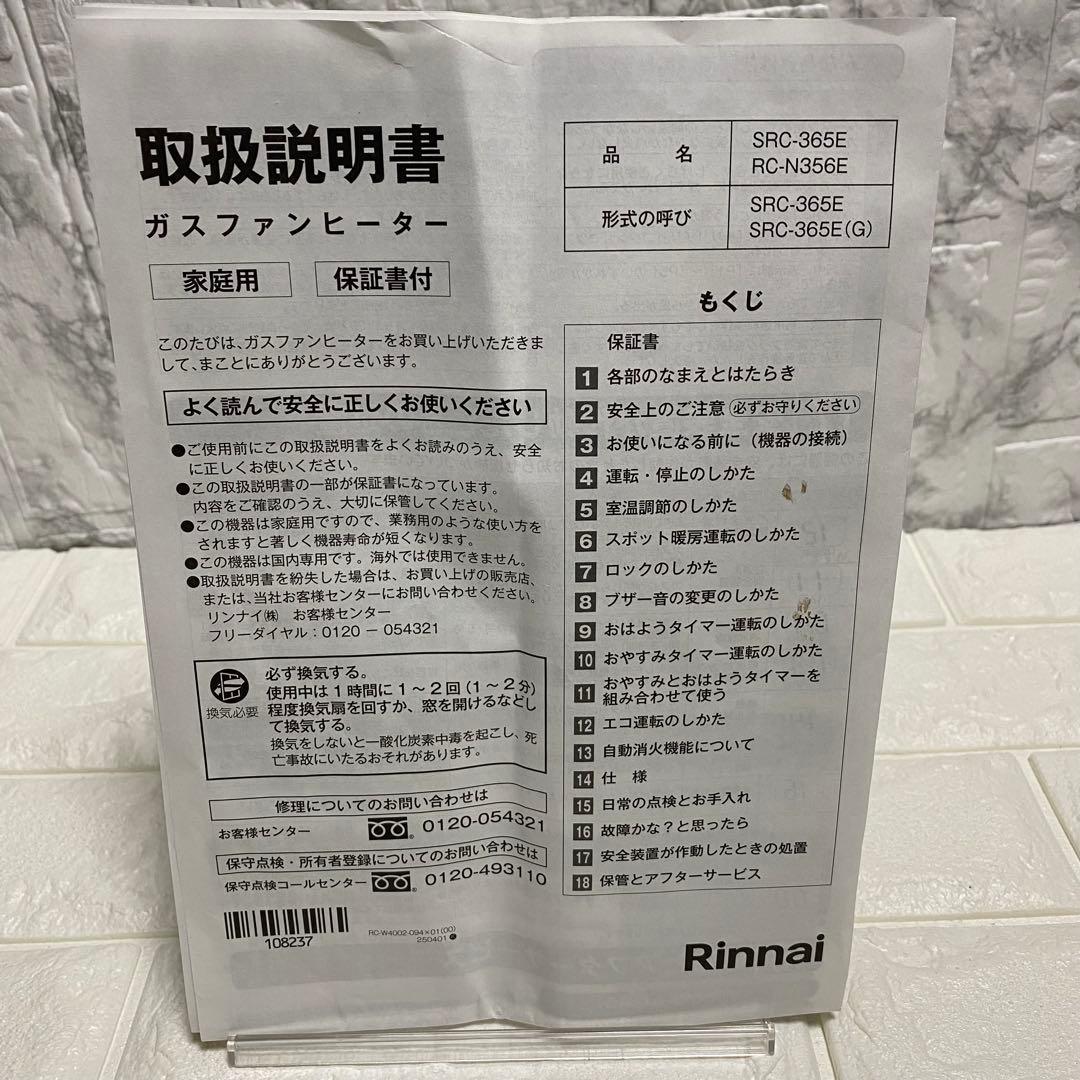 取扱説明書
ガスファンヒーター
家庭用 保証書付
このたびは、ガスファンヒーターをお買い上げいただきま
して、まことにありがとうございます。
よく読んで安全に正しくお使いください
●ご使用前にこの取扱説明書をよくお読みのうえ、安全
に正しくお使いください。
●この取扱説明書の一部が保証書になっています。
内容をご確認のうえ、大切に保管してください。
●この機器は家庭用ですので、業務用のような使い方を
されますと著しく機器寿命が短くなります。
●この機器は国内専用です。海外では使用できません。
●取扱説明書を紛失した場合は、お買い上げの販売店、
または、当社お客様センターにお問い合わせください。
リンナイ㈱ お客様センター
フリーダイヤル：0120 － 054321
換気必要
必ず換気する。
使用中は1時間に1～2回（1～2分）
程度換気扇を回すか、窓を開けるなどし
て換気する。
換気をしないと一酸化炭素中毒を起こし、死
亡事故にいたるおそれがあります。
修理についてのお問い合わせは
お客様センター 0120-054321
保守点検・所有者登録についてのお問い合わせは
保守点検コールセンター 0120-493110
108237
RC-W4002-094×01(00)
250401
品 名 SRC-365E
RC-N356E
形式の呼び SRC-365E
SRC-365E(G)
もくじ
保証書
1 各部のなまえとはたらき
2 安全上のご注意 必ずお守りください
3 お使いになる前に（機器の接続）
4 運転・停止のしかた
5 室温調節のしかた
6 スポット暖房運転のしかた
7 ロックのしかた
8 ブザー音の変更のしかた
9 おはようタイマー運転のしかた
10 おやすみタイマー運転のしかた
11 おやすみとおはようタイマーを
組み合わせて使う
12 エコ運転のしかた
13 自動消火機能について
14 仕 様
15 日常の点検とお手入れ
16 故障かな？と思ったら
17 安全装置が作動したときの処置
18 保管とアフターサービス
Rinnai